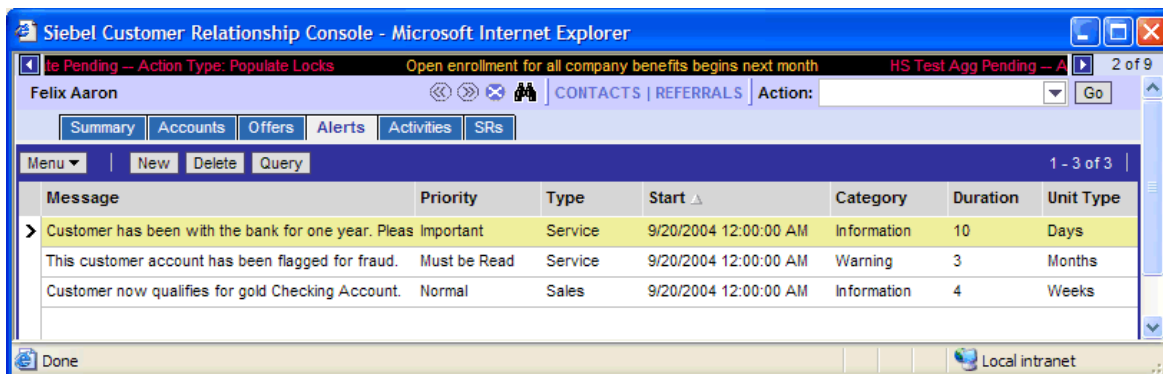 Siebel Customer Relationship Console - Microsoft Internet Explorer
te Pending -- Action Type: Populate Locks Open enrollment for all company benefits begins next month HS Test Agg Pending -- A 2 of 9
Felix Aaron CONTACTS | REFERRALS Action: Go
Summary Accounts Offers Alerts Activities SRs
Menu New Delete Query 1 - 3 of 3
Message Priority Type Start Category Duration Unit Type
Customer has been with the bank for one year. Pleas Important Service 9/20/2004 12:00:00 AM Information 10 Days
This customer account has been flagged for fraud. Must be Read Service 9/20/2004 12:00:00 AM Warning 3 Months
Customer now qualifies for gold Checking Account. Normal Sales 9/20/2004 12:00:00 AM Information 4 Weeks
Done Local intranet